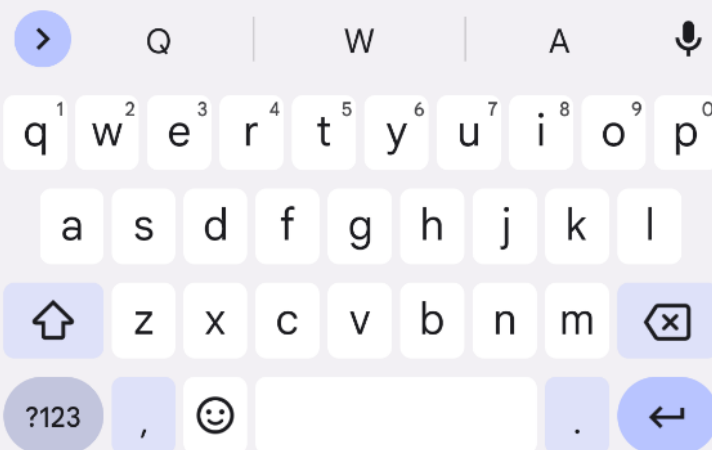 Q W A
q1 w2 e3 r4 t5 y6 u7 i8 o9 p0
a s d f g h j k l
z x c v b n m
?123 , .